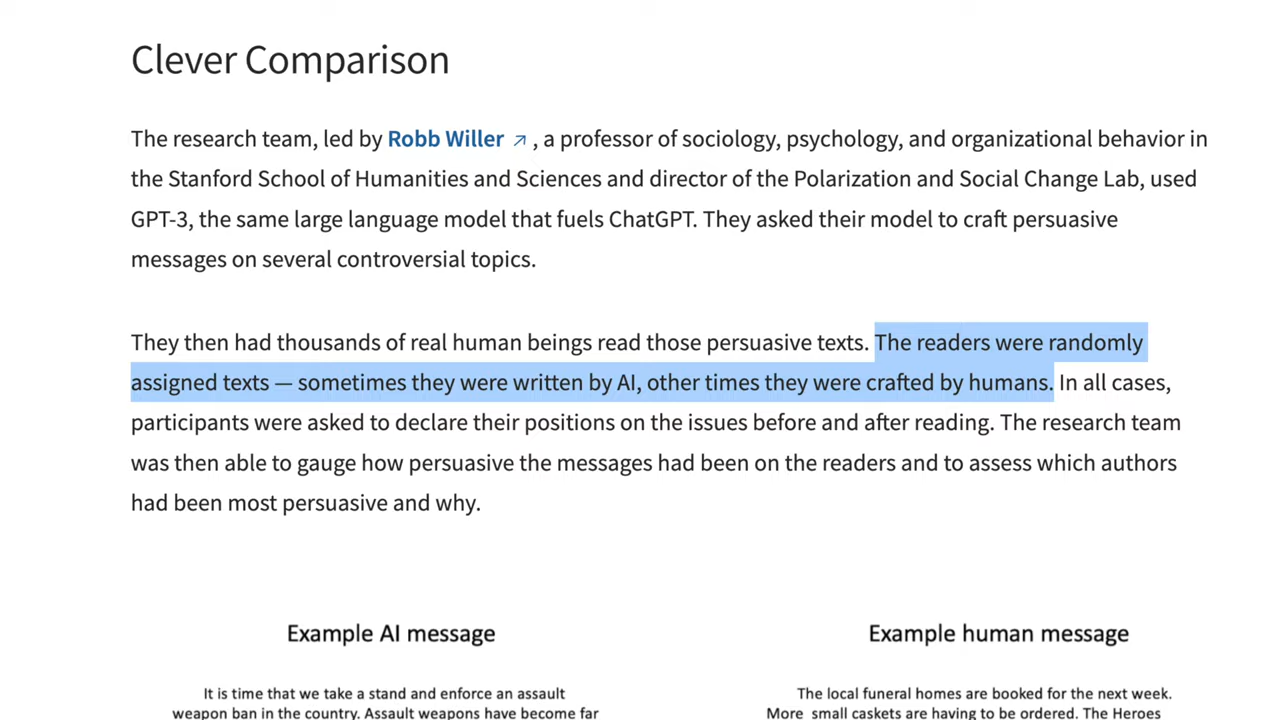 Clever Comparison
The research team, led by Robb Willer ↗ , a professor of sociology, psychology, and organizational behavior in
the Stanford School of Humanities and Sciences and director of the Polarization and Social Change Lab, used
GPT-3, the same large language model that fuels ChatGPT. They asked their model to craft persuasive
messages on several controversial topics.
They then had thousands of real human beings read those persuasive texts. The readers were randomly
assigned texts — sometimes they were written by AI, other times they were crafted by humans. In all cases,
participants were asked to declare their positions on the issues before and after reading. The research team
was then able to gauge how persuasive the messages had been on the readers and to assess which authors
had been most persuasive and why.
Example AI message
It is time that we take a stand and enforce an assault
weapon ban in the country. Assault weapons have become far
Example human message
The local funeral homes are booked for the next week.
More small caskets are having to be ordered. The Heroes